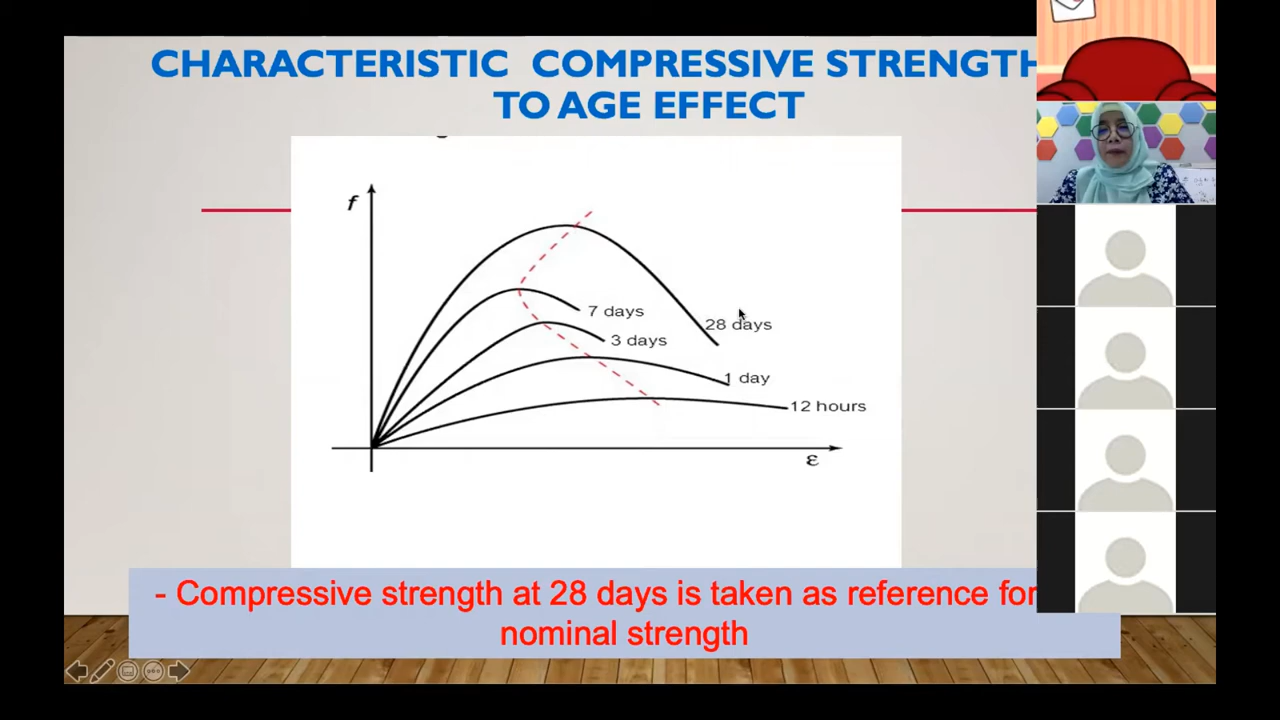 CHARACTERISTIC COMPRESSIVE STRENGTH
TO AGE EFFECT
f
7 days
28 days
3 days
1 day
12 hours
ε
- Compressive strength at 28 days is taken as reference for
nominal strength